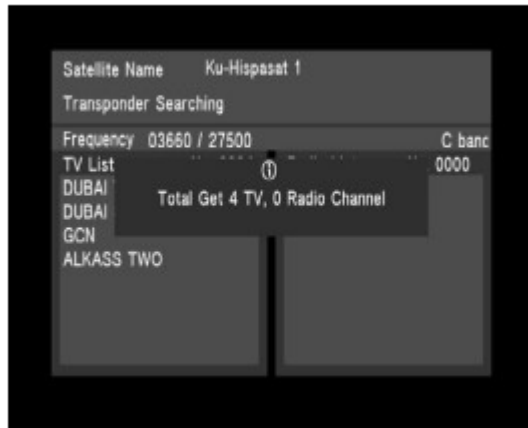 Satellite Name Ku-Hispasat 1
Transponder Searching
Frequency 03660 / 27500 C banc
TV List 0000
Total Get 4 TV, 0 Radio Channel
DUBAI
DUBAI
GCN
ALKASS TWO